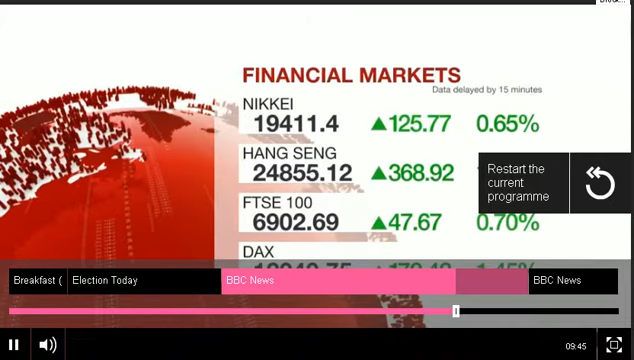 FINANCIAL MARKETS
Data delayed by 15 minutes
NIKKEI
19411.4 ▲125.77 0.65%
HANG SENG
24855.12 ▲368.92
FTSE 100
6902.69 ▲47.67 0.70%
DAX
Restart the
current
programme
Breakfast ( Election Today BBC News BBC News
09:45